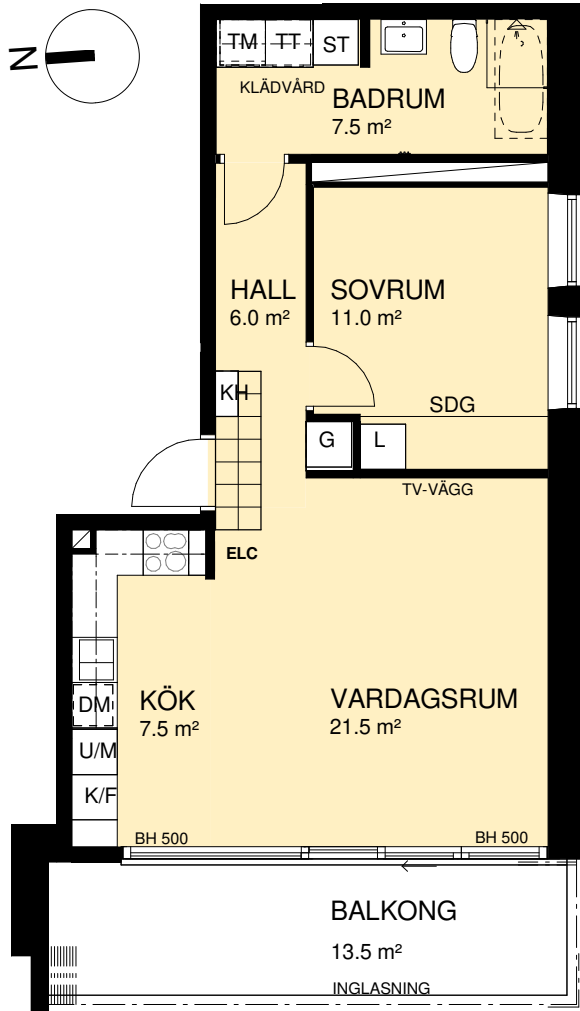 N
TM TT ST
KLÄDVÅRD
BADRUM
7.5 m²
HALL
6.0 m²
SOVRUM
11.0 m²
KH
SDG
G L
TV-VÄGG
ELC
KÖK
7.5 m²
VARDAGSRUM
21.5 m²
DM
U/M
K/F
BH 500
BH 500
BALKONG
13.5 m²
INGLASNING